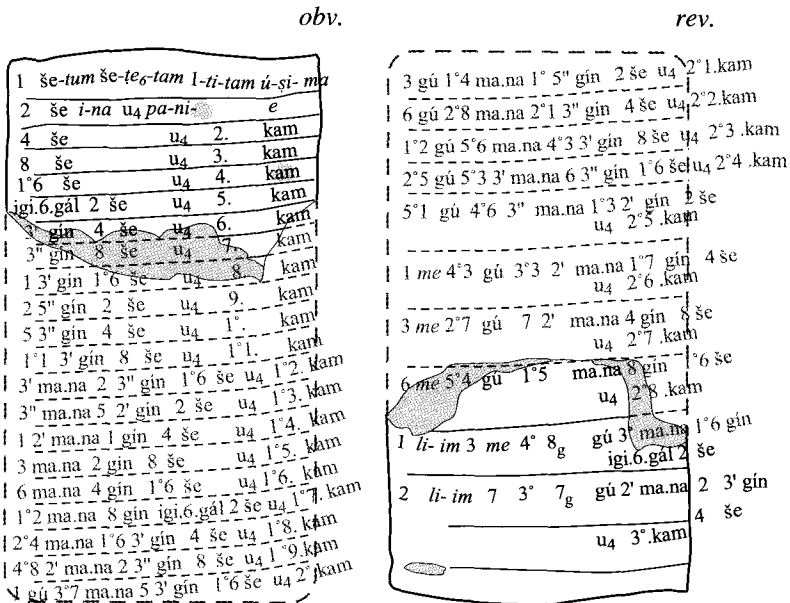 obv.
1 še-tum še-ṭe₆-tam 1-ti-tam ú-ṣi- ma
2 še i-na u₄ pa-ni- e
4 še u₄ 2. kam
8 še u₄ 3. kam
1°6 še u₄ 4. kam
igi.6.gál 2 še u₄ 5. kam
3' gín 4 še u₄ 6. kam
3" gín 8 še u₄ 7. kam
1 3' gín 1°6 še u₄ 8 kam
2 5" gín 2 še u₄ 9. kam
5 3" gín 4 še u₄ 1°. kam
1°1 3' gín 8 še u₄ 1°1. kam
3' ma.na 2 3" gín 1°6 še u₄ 1°2. kam
3" ma.na 5 2' gín 2 še u₄ 1°3. kam
1 2' ma.na 1 gín 4 še u₄ 1°4. kam
3 ma.na 2 gín 8 še u₄ 1°5. kam
6 ma.na 4 gín 1°6 še u₄ 1°6. kam
1°2 ma.na 8 gín igi.6.gál 2 še u₄ 1°7. kam
2°4 ma.na 1°6 3' gín 4 še u₄ 1°8. kam
4°8 2' ma.na 2 3" gín 8 še u₄ 1°9.kam
1 gú 3°7 ma.na 5 3' gín 1°6 še u₄ 2°.kam
rev.
3 gú 1°4 ma.na 1° 5" gín 2 še u₄ 2°1.kam
6 gú 2°8 ma.na 2°1 3" gín 4 še u₄ 2°2.kam
1°2 gú 5°6 ma.na 4°3 3' gín 8 še u₄ 2°3 .kam
2°5 gú 5°3 3' ma.na 6 3" gín 1°6 še u₄ 2°4 .kam
5°1 gú 4°6 3" ma.na 1°3 2' gín 2 še
u₄ 2°5 .kam
1 me 4°3 gú 3°3 2' ma.na 1°7 gín 4 še
u₄ 2°6 .kam
3 me 2°7 gú 7 2' ma.na 4 gín 8 še
u₄ 2°7 .kam
6 me 5°4 gú 1°5 ma.na 8 gín 1°6 še
u₄ 2°8 .kam
1 li- im 3 me 4° 8g gú 3° ma.na 1°6 gín
igi.6.gál 2 še
2 li- im 7 3° 7g gú 2' ma.na 2 3' gín
4 še
u₄ 3°.kam